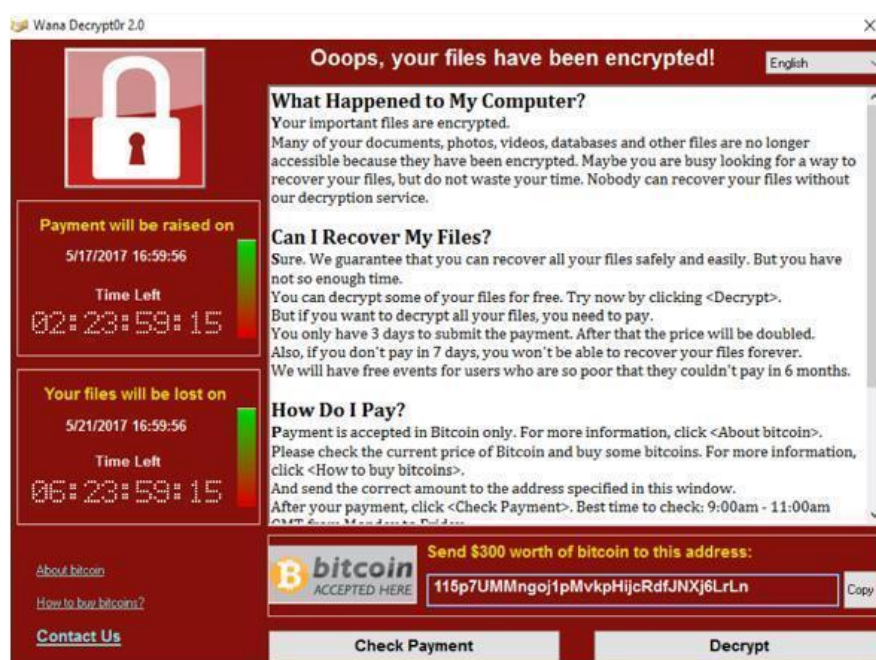 Wana Decrypt0r 2.0
Ooops, your files have been encrypted!
English
Payment will be raised on
5/17/2017 16:59:56
Time Left
02:23:59:15
Your files will be lost on
5/21/2017 16:59:56
Time Left
06:23:59:15
About bitcoin
How to buy bitcoins?
Contact Us
What Happened to My Computer?
Your important files are encrypted.
Many of your documents, photos, videos, databases and other files are no longer
accessible because they have been encrypted. Maybe you are busy looking for a way to
recover your files, but do not waste your time. Nobody can recover your files without
our decryption service.
Can I Recover My Files?
Sure. We guarantee that you can recover all your files safely and easily. But you have
not so enough time.
You can decrypt some of your files for free. Try now by clicking <Decrypt>.
But if you want to decrypt all your files, you need to pay.
You only have 3 days to submit the payment. After that the price will be doubled.
Also, if you don't pay in 7 days, you won't be able to recover your files forever.
We will have free events for users who are so poor that they couldn't pay in 6 months.
How Do I Pay?
Payment is accepted in Bitcoin only. For more information, click <About bitcoin>.
Please check the current price of Bitcoin and buy some bitcoins. For more information,
click <How to buy bitcoins>.
And send the correct amount to the address specified in this window.
After your payment, click <Check Payment>. Best time to check: 9:00am - 11:00am
GMT from Monday to Friday
bitcoin
ACCEPTED HERE
Send $300 worth of bitcoin to this address:
115p7UMMngoj1pMvkpHijcRdfJNXj6LrLn
Copy
Check Payment
Decrypt